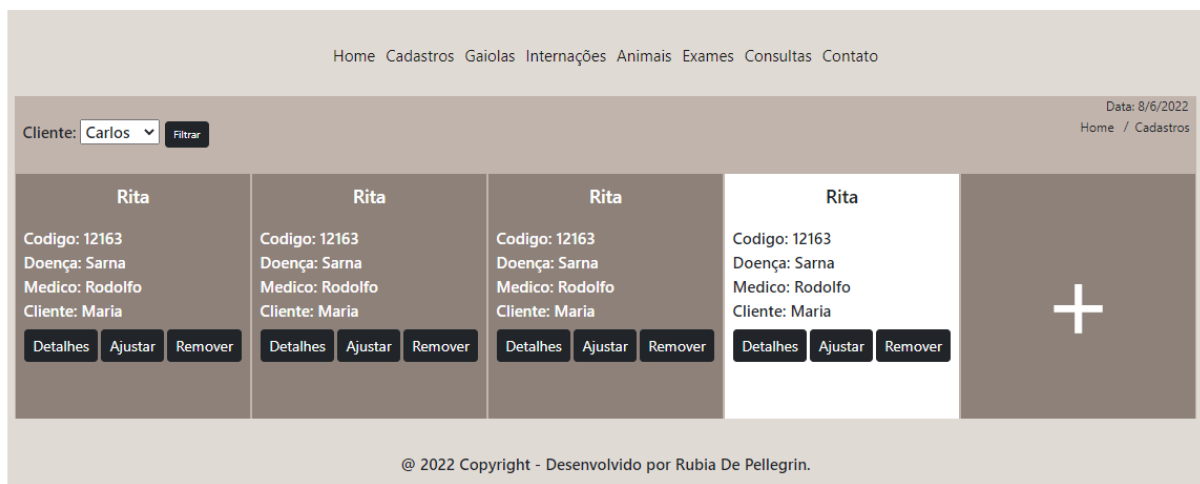 Home Cadastros Gaiolas Internações Animais Exames Consultas Contato
Data: 8/6/2022
Cliente: Carlos Filtrar
Home / Cadastros
Rita
Codigo: 12163
Doença: Sarna
Medico: Rodolfo
Cliente: Maria
Detalhes Ajustar Remover
Rita
Codigo: 12163
Doença: Sarna
Medico: Rodolfo
Cliente: Maria
Detalhes Ajustar Remover
Rita
Codigo: 12163
Doença: Sarna
Medico: Rodolfo
Cliente: Maria
Detalhes Ajustar Remover
Rita
Codigo: 12163
Doença: Sarna
Medico: Rodolfo
Cliente: Maria
Detalhes Ajustar Remover
+
@ 2022 Copyright - Desenvolvido por Rubia De Pellegrin.